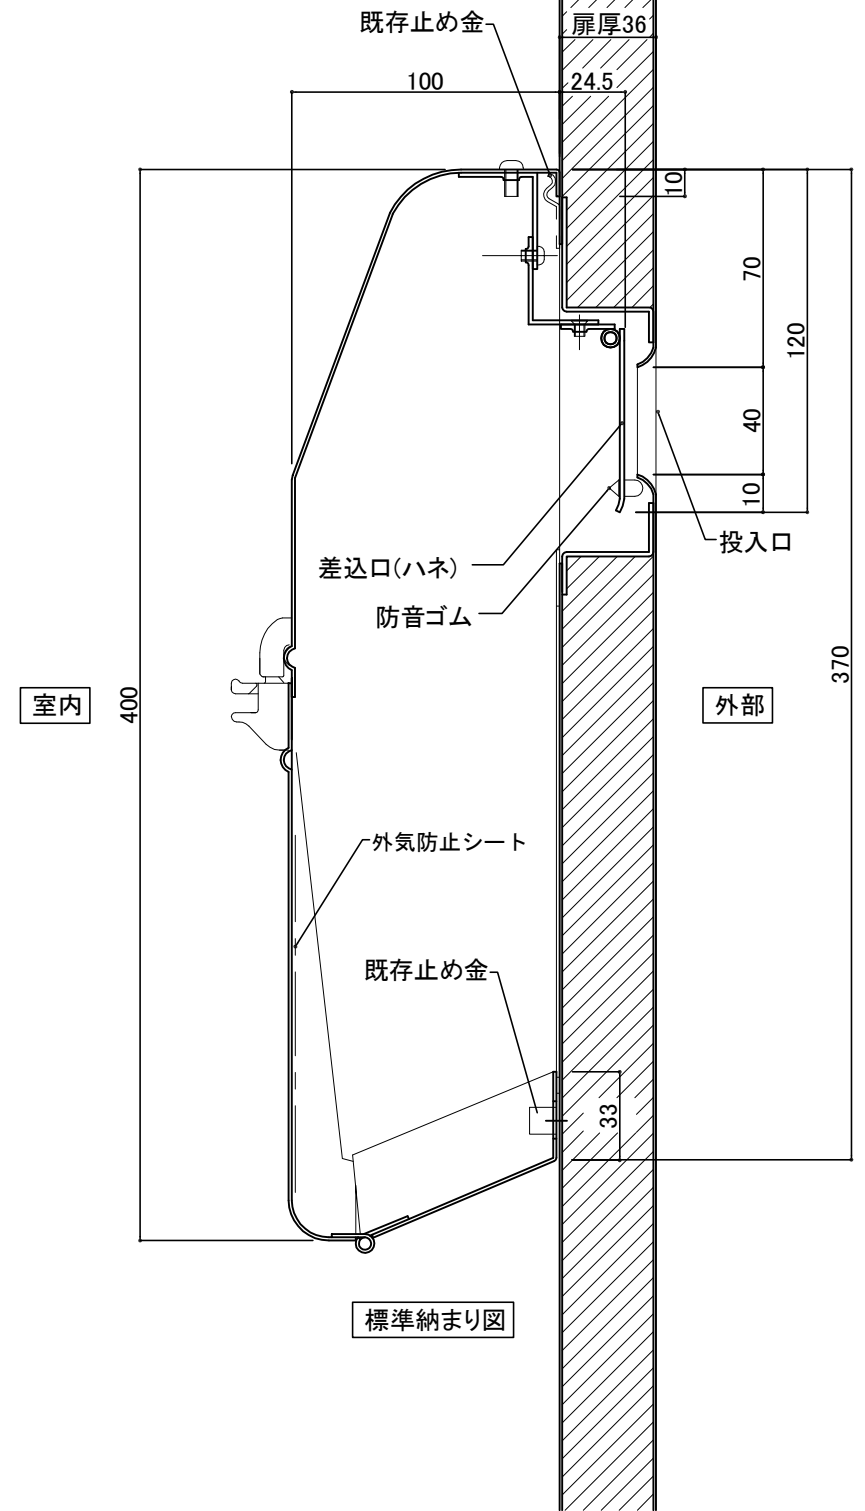 既存止め金
扉厚36
100
24.5
10
70
120
40
10
投入口
差込口(ハネ)
防音ゴム
370
室内
400
外部
外気防止シート
既存止め金
33
標準納まり図